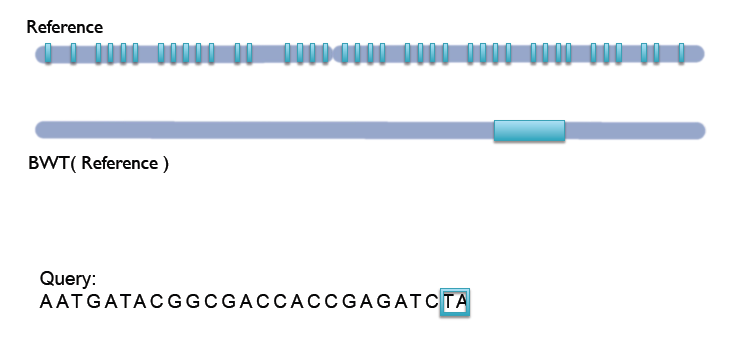 Reference
BWT( Reference )
Query:
AATGATACGGCGACCACCGAGATCTA